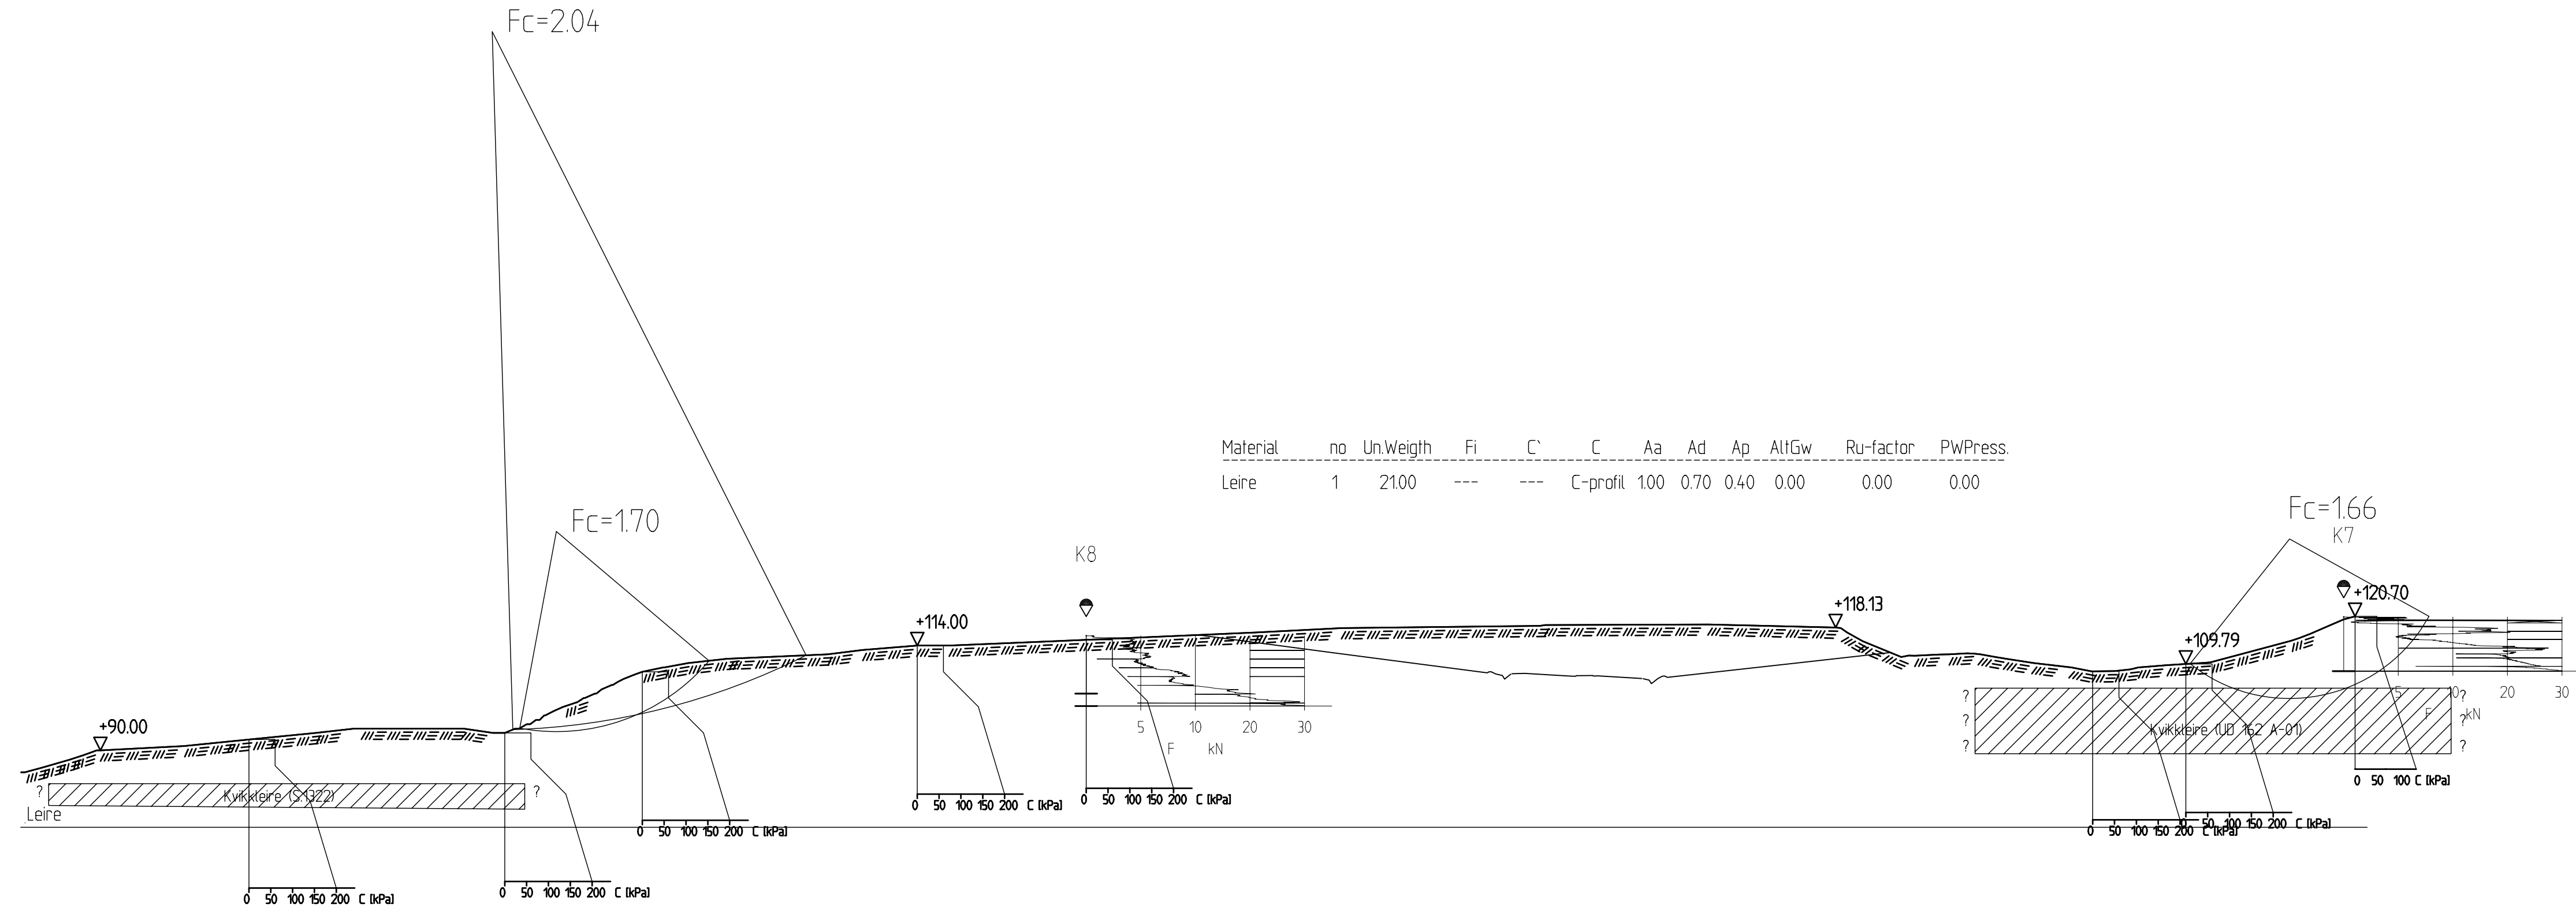 Fc=2.04
Material no Un.Weigth Fi C` C Aa Ad Ap AltGw Ru-factor PWPress.
Leire 1 21.00 --- --- C-profil 1.00 0.70 0.40 0.00 0.00 0.00
Fc=1.70
Fc=1.66
K7
K8
+120.70
+118.13
+114.00
+109.79
+90.00
5 10 20 30
F kN
5 10 20 30
F kN
? ?
? Kvikkleire (UD 162 A-01) ?
? ?
? Kvikkleire (S.1322) ?
Leire
0 50 100 C [kPa]
0 50 100 150 200 C [kPa]
0 50 100 150 200 C [kPa]
0 50 100 150 200 C [kPa]
0 50 100 150 200 C [kPa]
0 50 100 150 200 C [kPa]
0 50 100 150 200 C [kPa]
0 50 100 150 200 C [kPa]